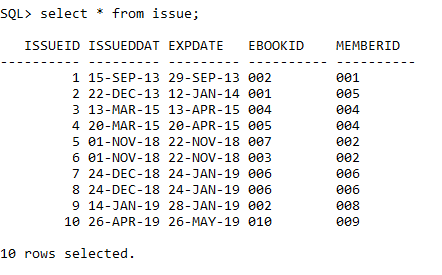 SQL> select * from issue;
ISSUEID ISSUEDDAT EXPDATE EBOOKID MEMBERID
---------- --------- --------- ---------- ----------
1 15-SEP-13 29-SEP-13 002 001
2 22-DEC-13 12-JAN-14 001 005
3 13-MAR-15 13-APR-15 004 004
4 20-MAR-15 20-APR-15 005 004
5 01-NOV-18 22-NOV-18 007 002
6 01-NOV-18 22-NOV-18 003 002
7 24-DEC-18 24-JAN-19 006 006
8 24-DEC-18 24-JAN-19 006 006
9 14-JAN-19 28-JAN-19 002 008
10 26-APR-19 26-MAY-19 010 009
10 rows selected.